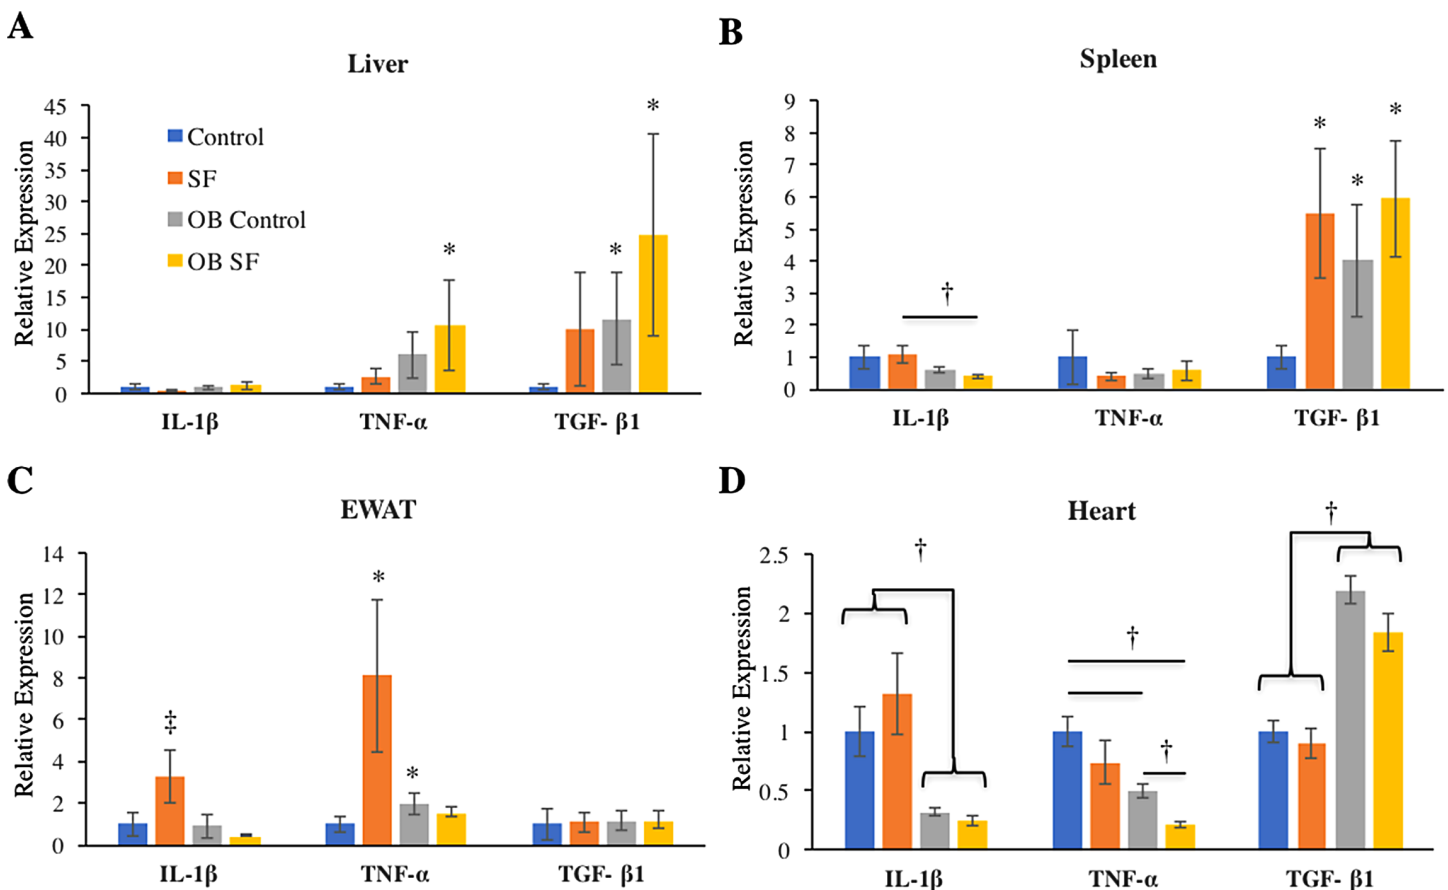 A
Liver
Relative Expression
45
40
35
30
25
20
15
10
5
0
Control
SF
OB Control
OB SF
*
*
*
IL-1β
TNF-α
TGF- β1
B
Spleen
Relative Expression
9
8
7
6
5
4
3
2
1
0
†
*
*
*
IL-1β
TNF-α
TGF- β1
C
EWAT
Relative Expression
14
12
10
8
6
4
2
0
‡
*
*
IL-1β
TNF-α
TGF- β1
D
Heart
Relative Expression
2.5
2
1.5
1
0.5
0
†
†
†
†
IL-1β
TNF-α
TGF- β1